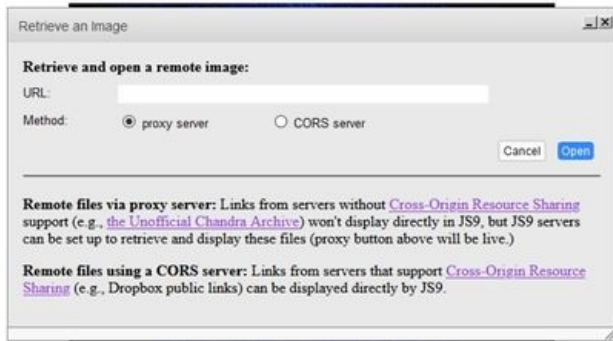 Retrieve an Image
Retrieve and open a remote image:
URL:
Method: proxy server CORS server
Cancel Open
Remote files via proxy server: Links from servers without Cross-Origin Resource Sharing
support (e.g., the Unofficial Chandra Archive) won't display directly in JS9, but JS9 servers
can be set up to retrieve and display these files (proxy button above will be live.)
Remote files using a CORS server: Links from servers that support Cross-Origin Resource
Sharing (e.g., Dropbox public links) can be displayed directly by JS9.